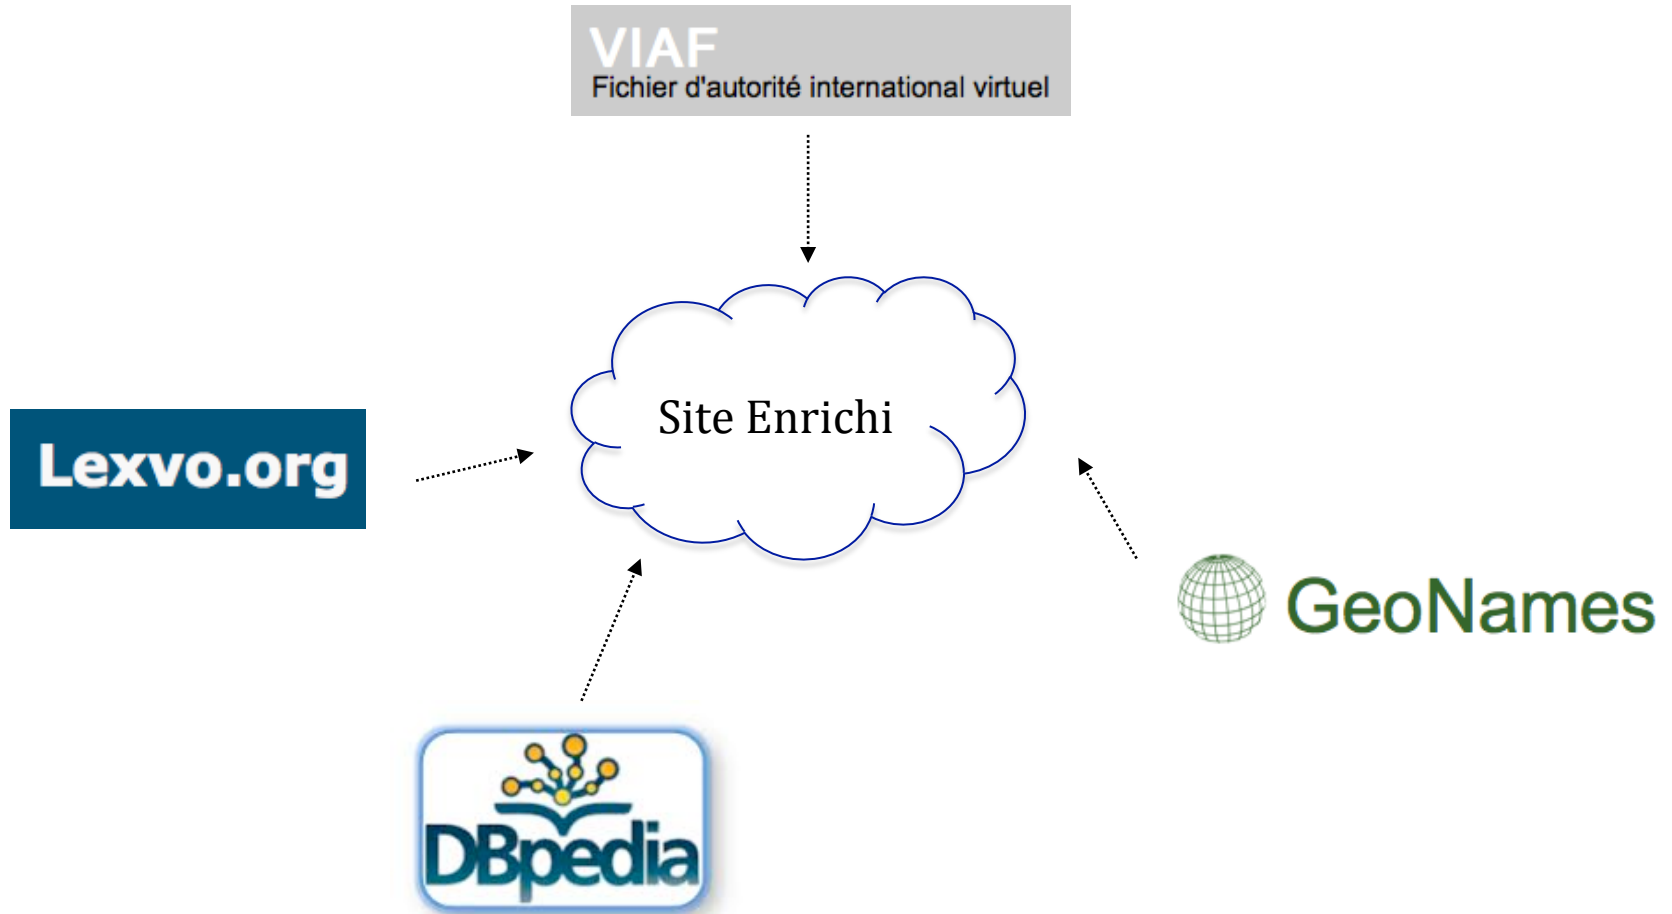 VIAF
Fichier d'autorité international virtuel
Site Enrichi
Lexvo.org
GeoNames
DBpedia